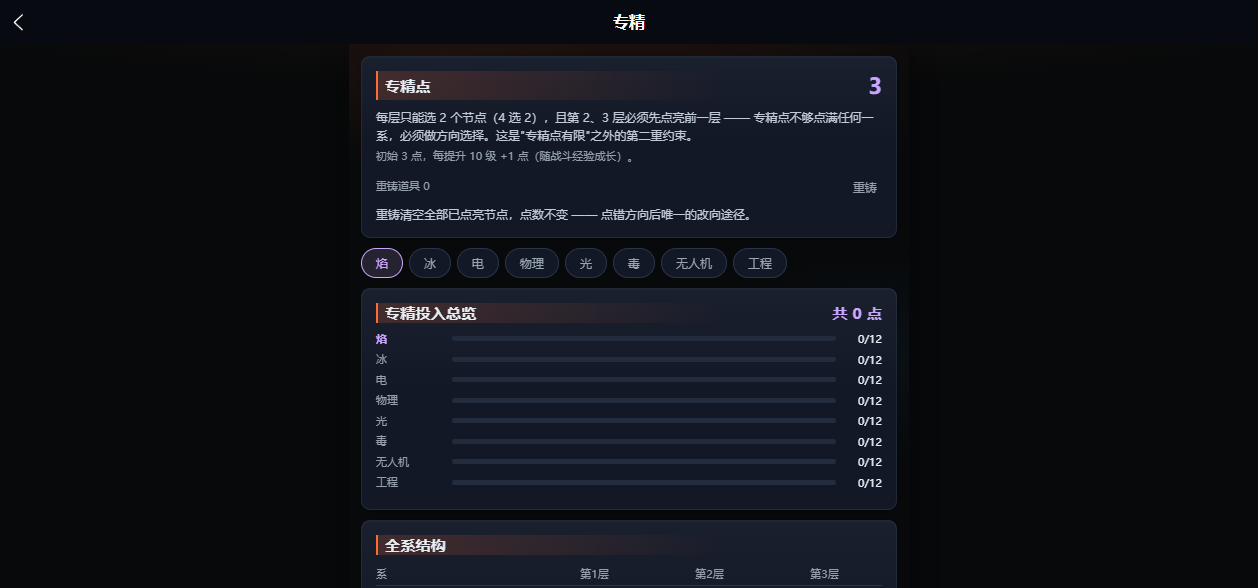 专精
专精点 3
每层只能选 2 个节点（4 选 2），且第 2、3 层必须先点亮前一层 —— 专精点不够点满任何一
系，必须做方向选择。这是"专精点有限"之外的第二重约束。
初始 3 点，每提升 10 级 +1 点（随战斗经验成长）。
重铸道具 0 重铸
重铸清空全部已点亮节点，点数不变 —— 点错方向后唯一的改向途径。
焰 冰 电 物理 光 毒 无人机 工程
专精投入总览 共 0 点
焰 0/12
冰 0/12
电 0/12
物理 0/12
光 0/12
毒 0/12
无人机 0/12
工程 0/12
全系结构
系 第1层 第2层 第3层